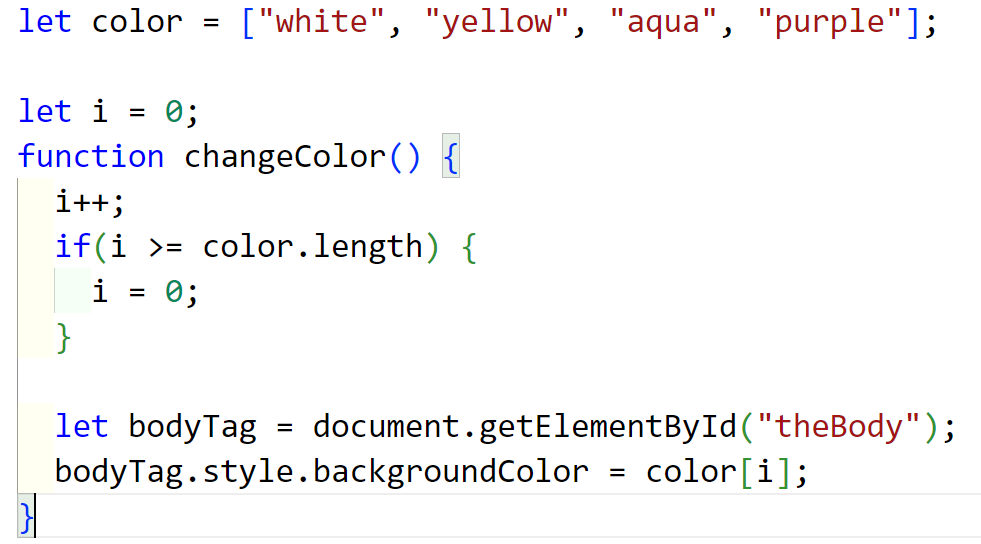 let color = ["white", "yellow", "aqua", "purple"];
let i = 0;
function changeColor() {
i++;
if(i >= color.length) {
i = 0;
}
let bodyTag = document.getElementById("theBody");
bodyTag.style.backgroundColor = color[i];
}